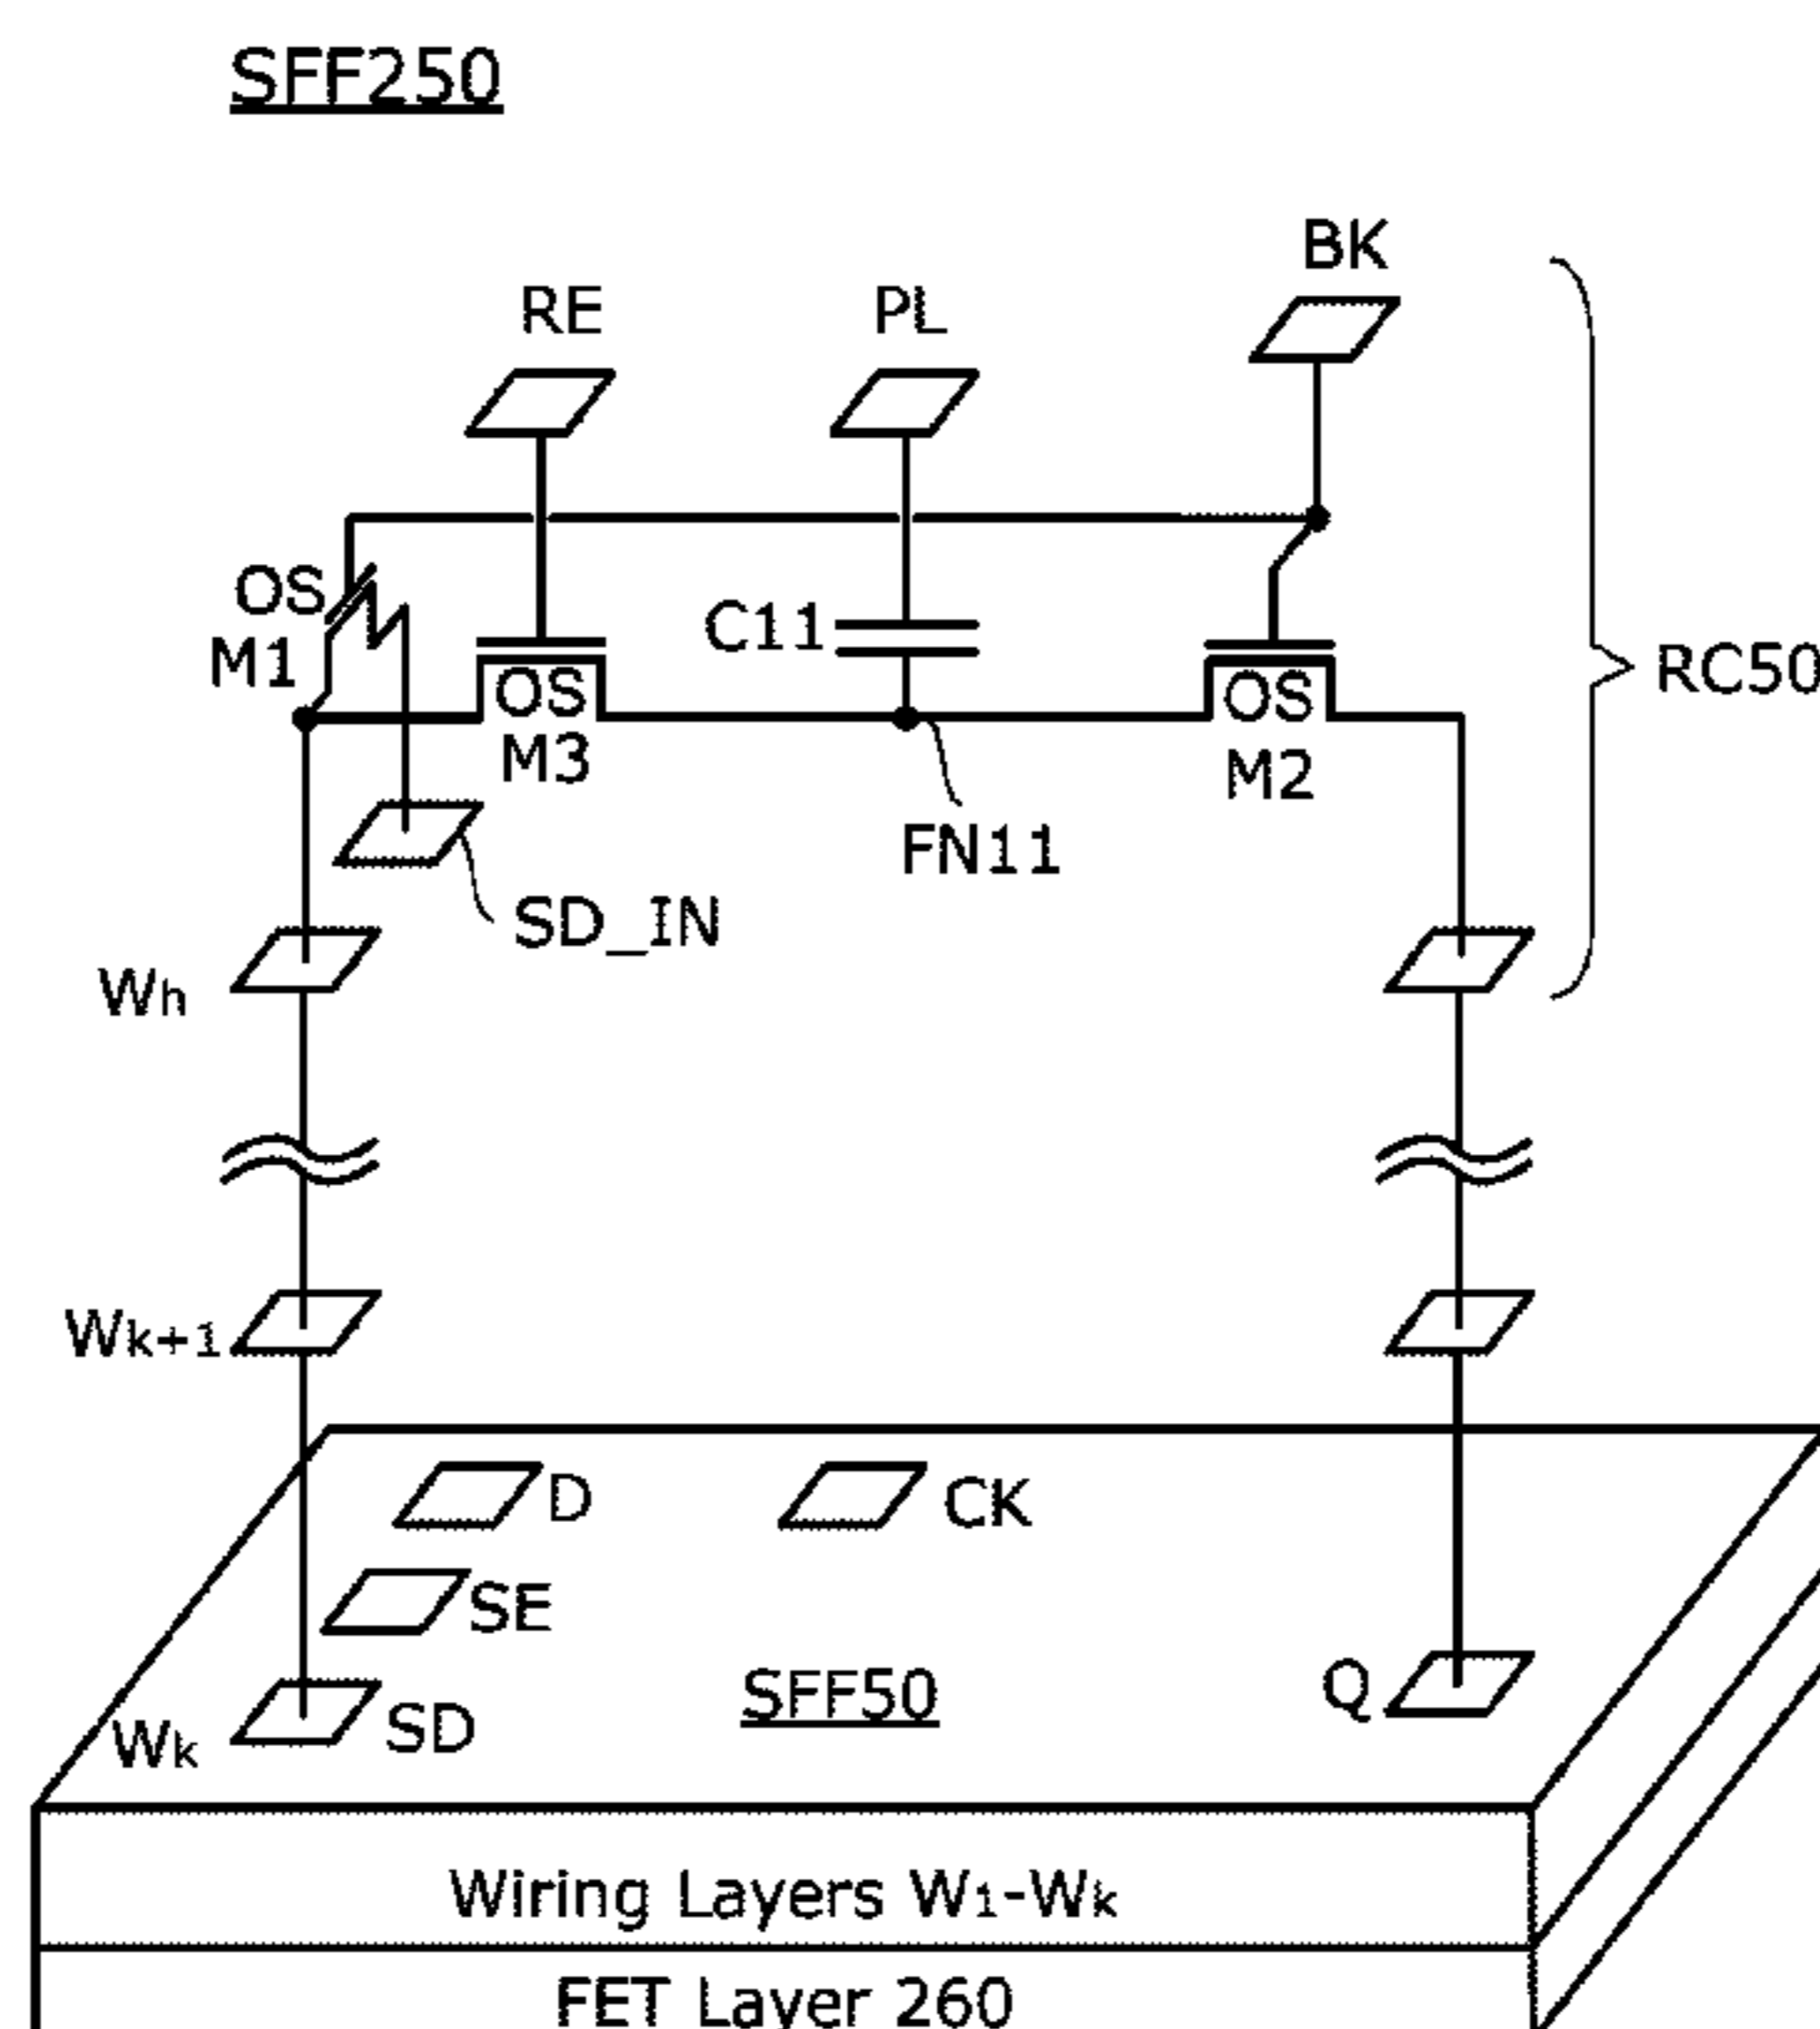 SFF250
BK
RE
PL
OS
C11
M1
OS
OS
RC50
M3
M2
FN11
SD_IN
Wh
Wk+1
D
CK
SE
SFF50
Q
SD
Wk
Wiring Layers W1-Wk
FET Layer 260